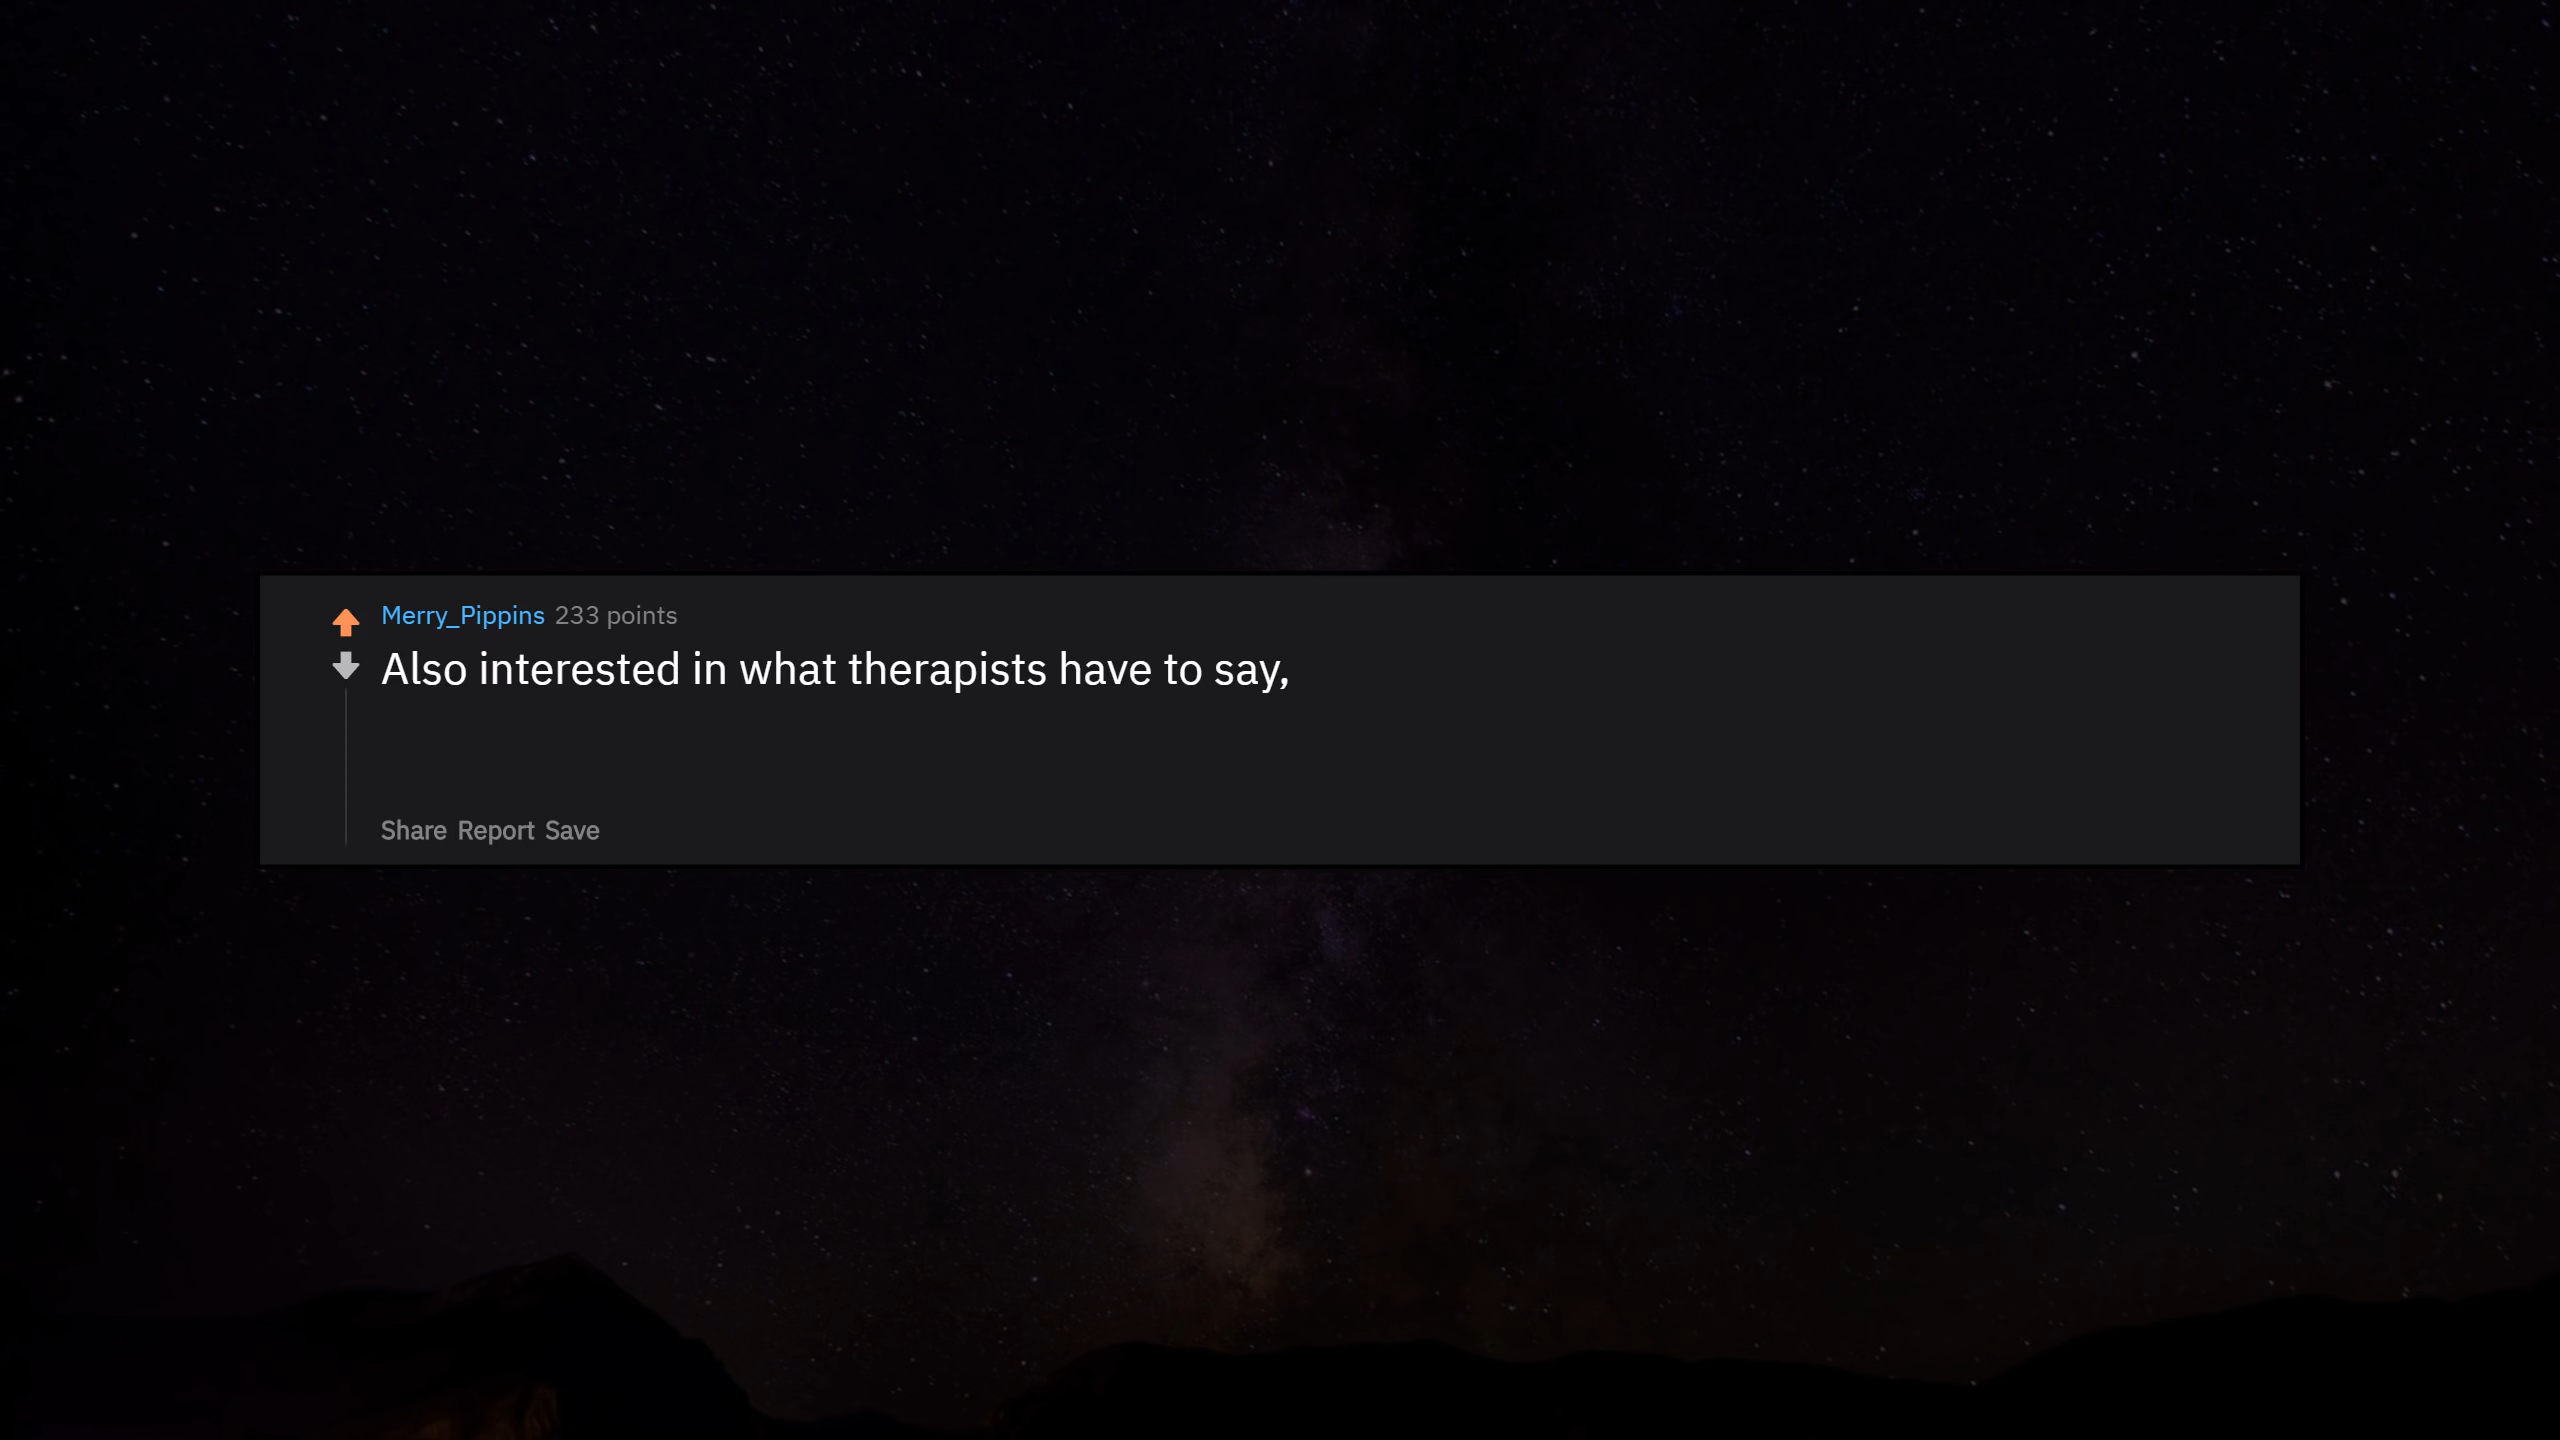 Merry_Pippins 233 points
Also interested in what therapists have to say,
Share Report Save